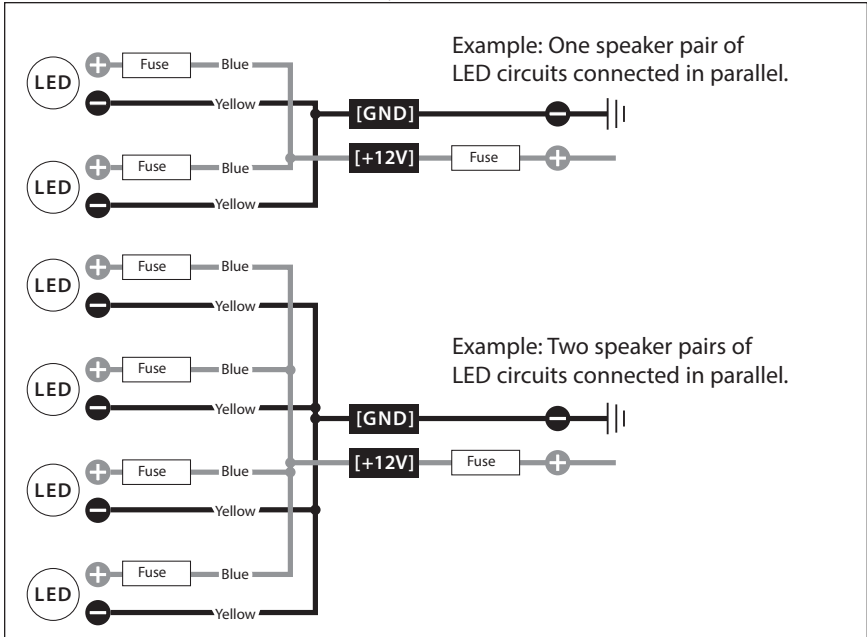 Example: One speaker pair of
LED circuits connected in parallel.
LED
Fuse
Blue
Yellow
[GND]
[+12V]
Fuse
LED
Fuse
Blue
Yellow
LED
Fuse
Blue
Yellow
Example: Two speaker pairs of
LED circuits connected in parallel.
LED
Fuse
Blue
Yellow
[GND]
[+12V]
Fuse
LED
Fuse
Blue
Yellow
LED
Fuse
Blue
Yellow